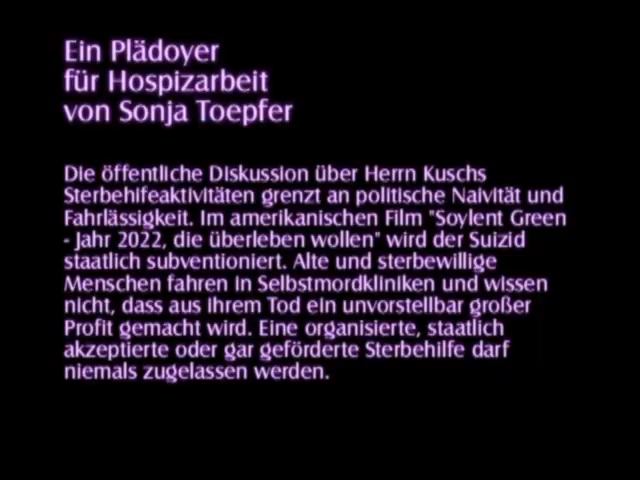 Ein Plädoyer
für Hospizarbeit
von Sonja Toepfer
Die öffentliche Diskussion über Herrn Kuschs
Sterbehifeaktivitäten grenzt an politische Naivität und
Fahrlässigkeit. Im amerikanischen Film "Soylent Green
- Jahr 2022, die überleben wollen" wird der Suizid
staatlich subventioniert. Alte und sterbewillige
Menschen fahren in Selbstmordkliniken und wissen
nicht, dass aus ihrem Tod ein unvorstellbar großer
Profit gemacht wird. Eine organisierte, staatlich
akzeptierte oder gar geförderte Sterbehilfe darf
niemals zugelassen werden.